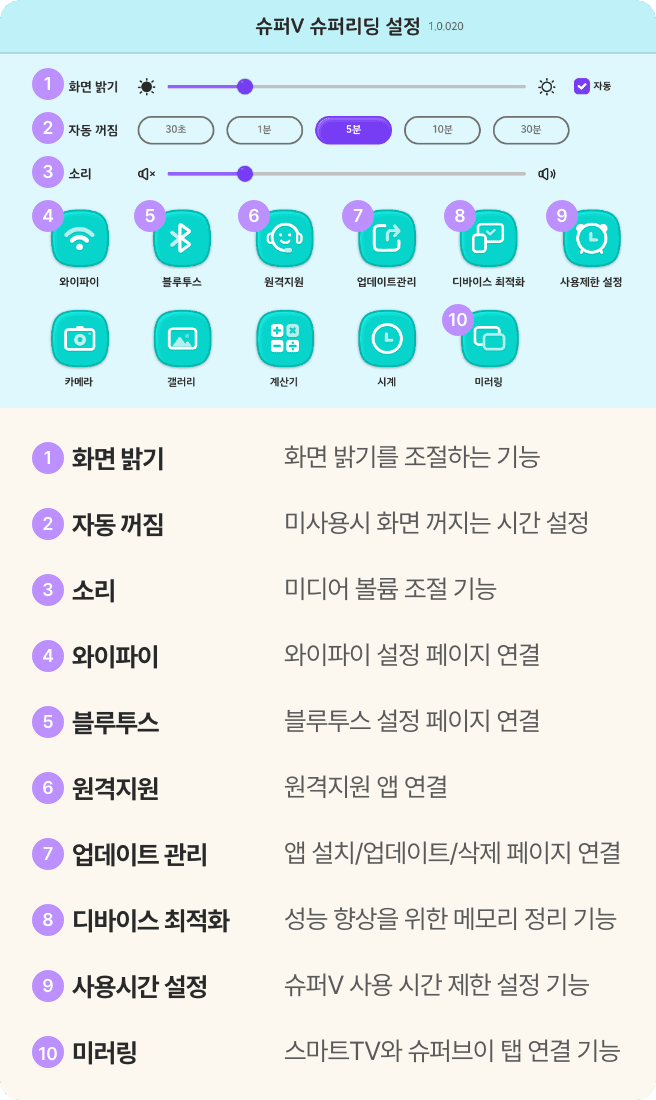 슈퍼V 슈퍼리딩 설정 1.0.020
1 화면 밝기 자동
2 자동 꺼짐 30초 1분 5분 10분 30분
3 소리
4 5 6 7 8 9
와이파이 블루투스 원격지원 업데이트관리 디바이스 최적화 사용제한 설정
10
카메라 갤러리 계산기 시계 미러링
1 화면 밝기 화면 밝기를 조절하는 기능
2 자동 꺼짐 미사용시 화면 꺼지는 시간 설정
3 소리 미디어 볼륨 조절 기능
4 와이파이 와이파이 설정 페이지 연결
5 블루투스 블루투스 설정 페이지 연결
6 원격지원 원격지원 앱 연결
7 업데이트 관리 앱 설치/업데이트/삭제 페이지 연결
8 디바이스 최적화 성능 향상을 위한 메모리 정리 기능
9 사용시간 설정 슈퍼V 사용 시간 제한 설정 기능
10 미러링 스마트TV와 슈퍼브이 탭 연결 기능